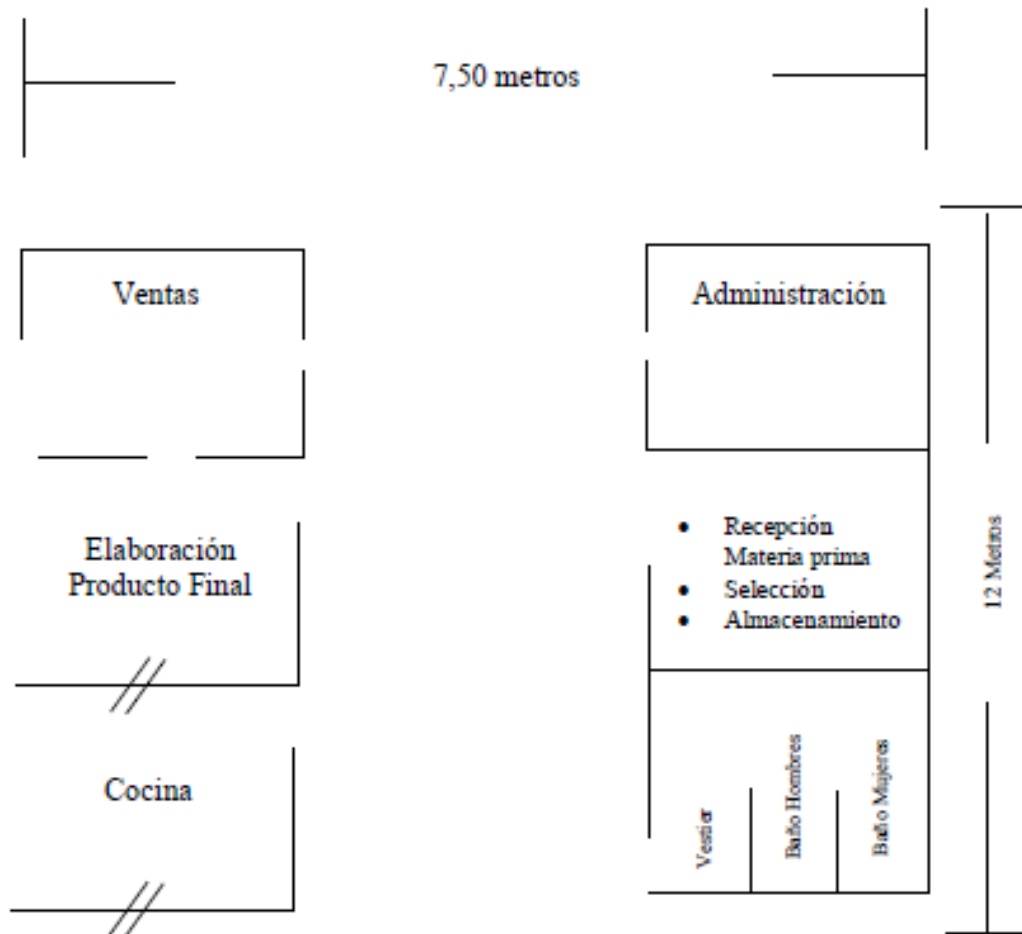 7,50 metros
Ventas
Administración
Elaboración
Producto Final
• Recepción
Materia prima
• Selección
• Almacenamiento
12 Metros
Cocina
Vestier
Baño Hombres
Baño Mujeres